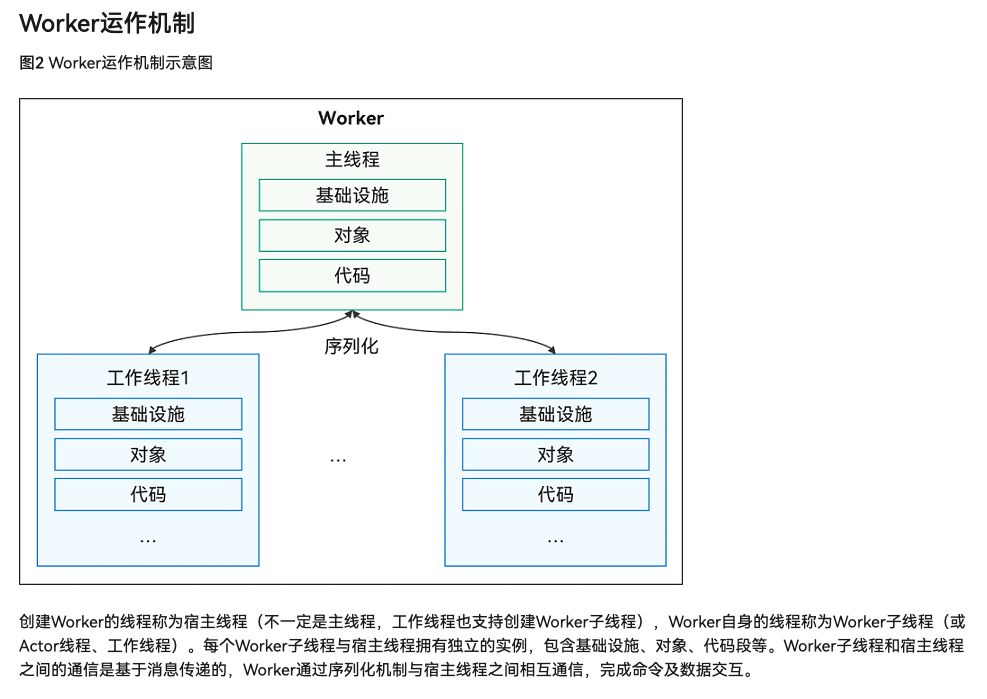 Worker运作机制
图2 Worker运作机制示意图
Worker
主线程
基础设施
对象
代码
序列化
工作线程1
基础设施
对象
代码
...
...
工作线程2
基础设施
对象
代码
...
创建Worker的线程称为宿主线程（不一定是主线程，工作线程也支持创建Worker子线程），Worker自身的线程称为Worker子线程（或
Actor线程、工作线程）。每个Worker子线程与宿主线程拥有独立的实例，包含基础设施、对象、代码段等。Worker子线程和宿主线程
之间的通信是基于消息传递的，Worker通过序列化机制与宿主线程之间相互通信，完成命令及数据交互。